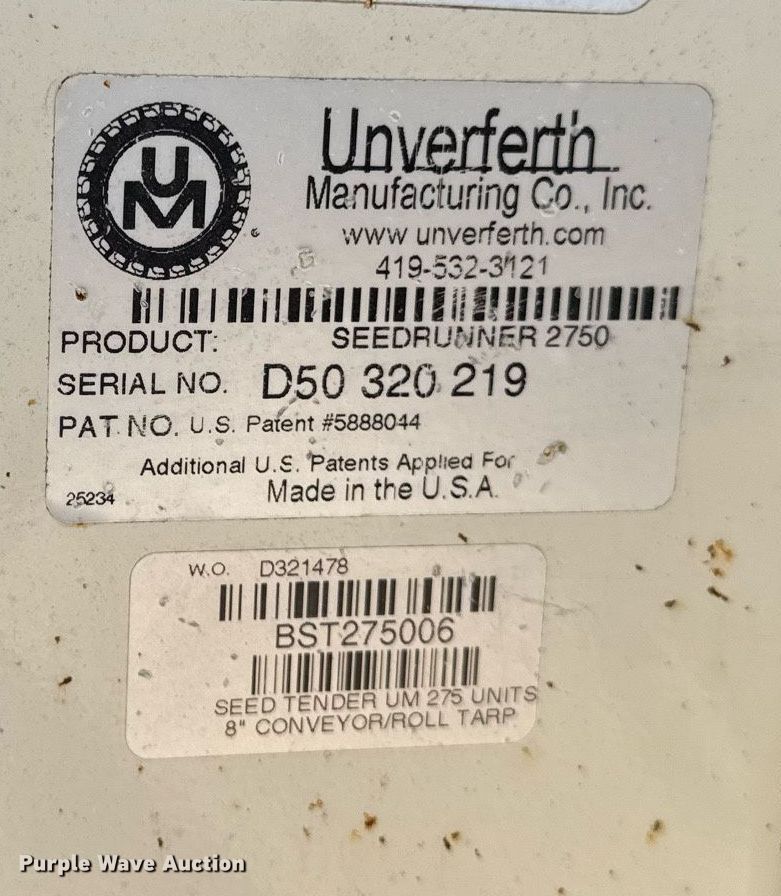 UM
Unverferth
Manufacturing Co., Inc.
www unverferth.com
419-532-3121
PRODUCT: SEEDRUNNER 2750
SERIAL NO. D50 320 219
PAT. NO. U.S. Patent #5888044
Additional U.S. Patents Applied For
25234 Made in the U.S.A.
W.O. D321478
BST275006
SEED TENDER UM 275 UNITS
8" CONVEYOR/ROLL TARP
Purple Wave Auction